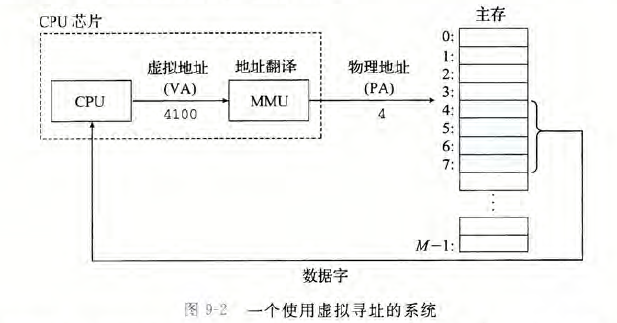 CPU 芯片
主存
虚拟地址
(VA)
4100
地址翻译
物理地址
(PA)
4
CPU
MMU
0:
1:
2:
3:
4:
5:
6:
7:
⋮
M-1:
数据字
图 9-2 一个使用虚拟寻址的系统